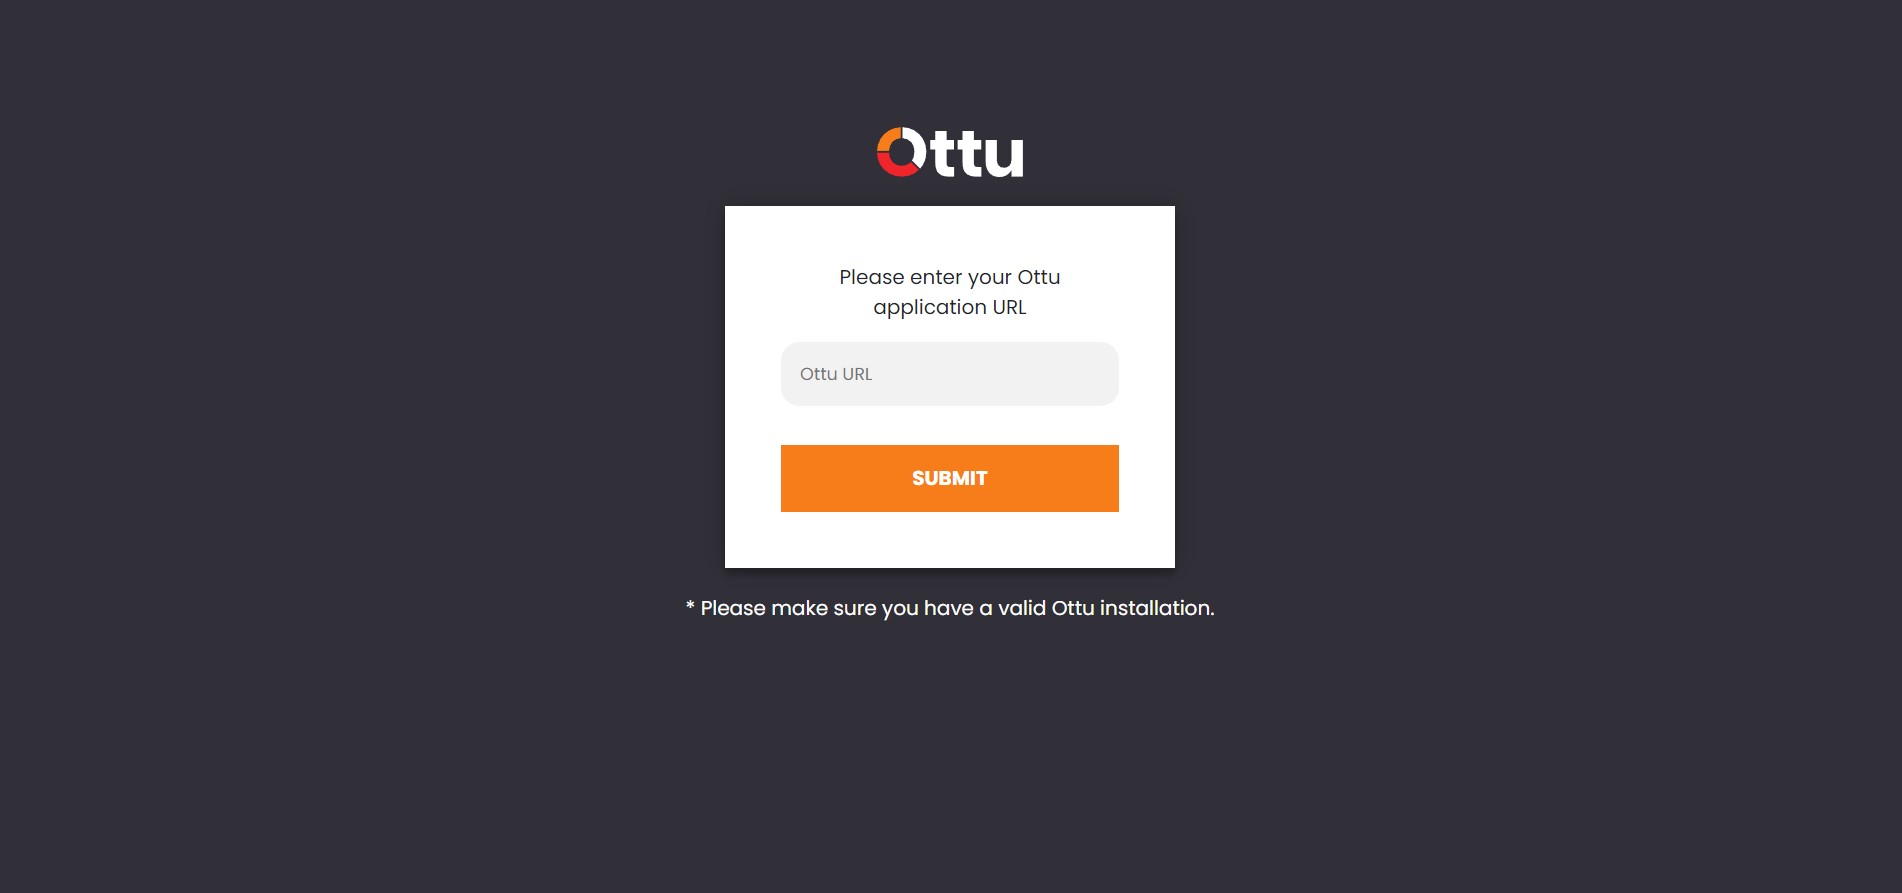 Ottu
Please enter your Ottu
application URL
Ottu URL
SUBMIT
* Please make sure you have a valid Ottu installation.